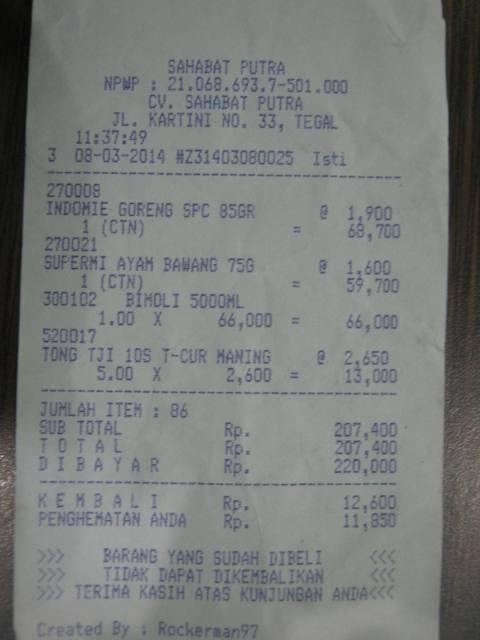 SAHABAT PUTRA
NPWP : 21.068.693.7-501.000
CV. SAHABAT PUTRA
JL. KARTINI NO. 33, TEGAL
11:37:49
3 08-03-2014 #Z31403080025 Isti
270008
INDOMIE GORENG SPC 85GR @ 1,900
1 (CTN) = 68,700
270021
SUPERMI AYAM BAWANG 75G @ 1,600
1 (CTN) = 59,700
300102 BIMOLI 5000ML
1.00 X 66,000 = 66,000
520017
TONG TJI 10S T-CUR MANING @ 2,650
5.00 X 2,600 = 13,000
JUMLAH ITEM : 86
SUB TOTAL Rp. 207,400
T O T A L Rp. 207,400
D I B A Y A R Rp. 220,000
K E M B A L I Rp. 12,600
PENGHEMATAN ANDA Rp. 11,850
>>> BARANG YANG SUDAH DIBELI <<<
>>> TIDAK DAPAT DIKEMBALIKAN <<<
>>> TERIMA KASIH ATAS KUNJUNGAN ANDA<<<
Created By : Rockerman97